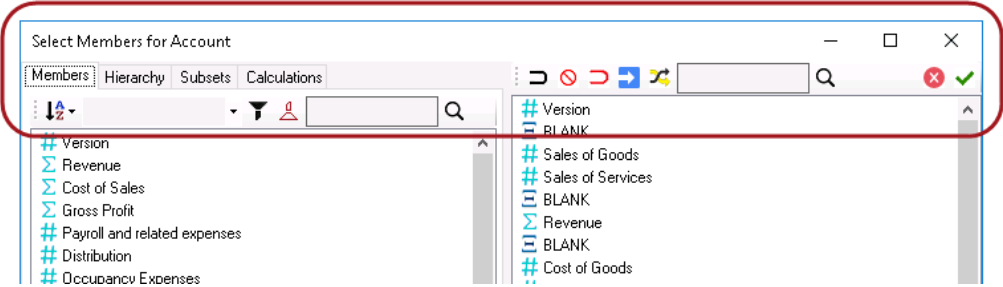 Select Members for Account
Members Hierarchy Subsets Calculations
A
Z
Version
Revenue
Cost of Sales
Gross Profit
Payroll and related expenses
Distribution
Occupancy Expenses
Version
BLANK
Sales of Goods
Sales of Services
BLANK
Revenue
BLANK
Cost of Goods